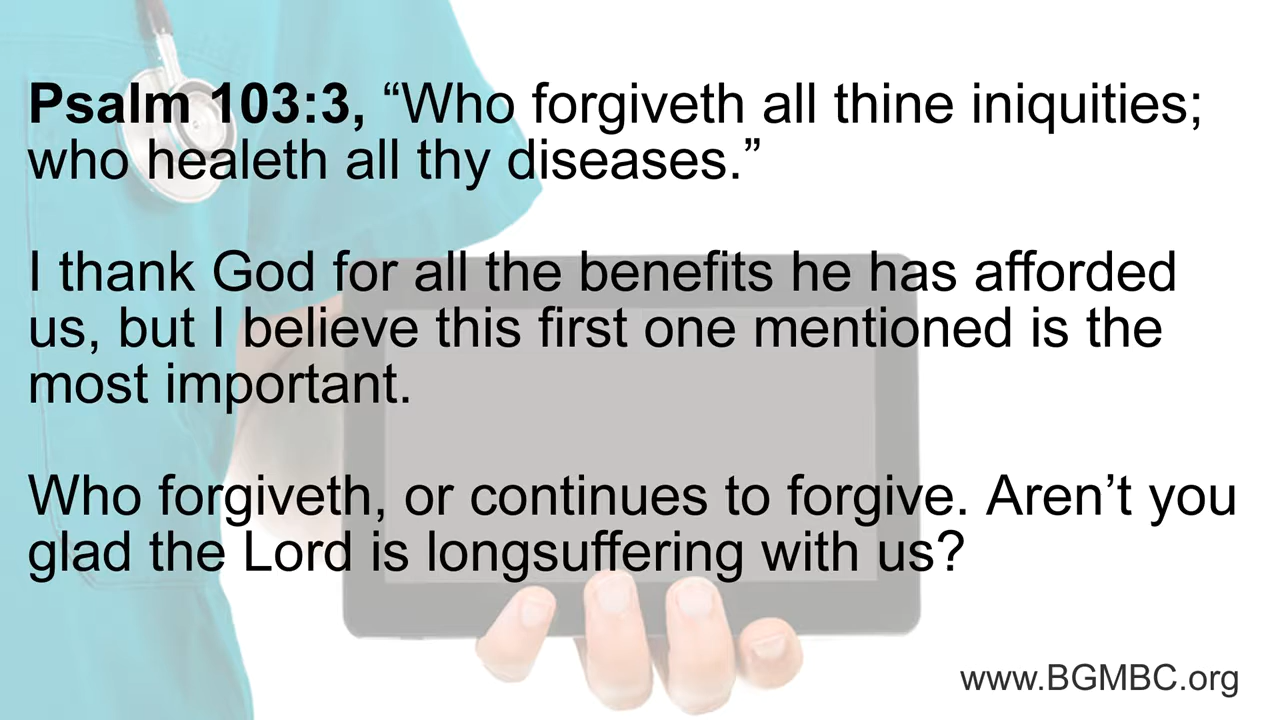 Psalm 103:3, “Who forgiveth all thine iniquities;
who healeth all thy diseases.”
I thank God for all the benefits he has afforded
us, but I believe this first one mentioned is the
most important.
Who forgiveth, or continues to forgive. Aren’t you
glad the Lord is longsuffering with us?
www.BGMBC.org